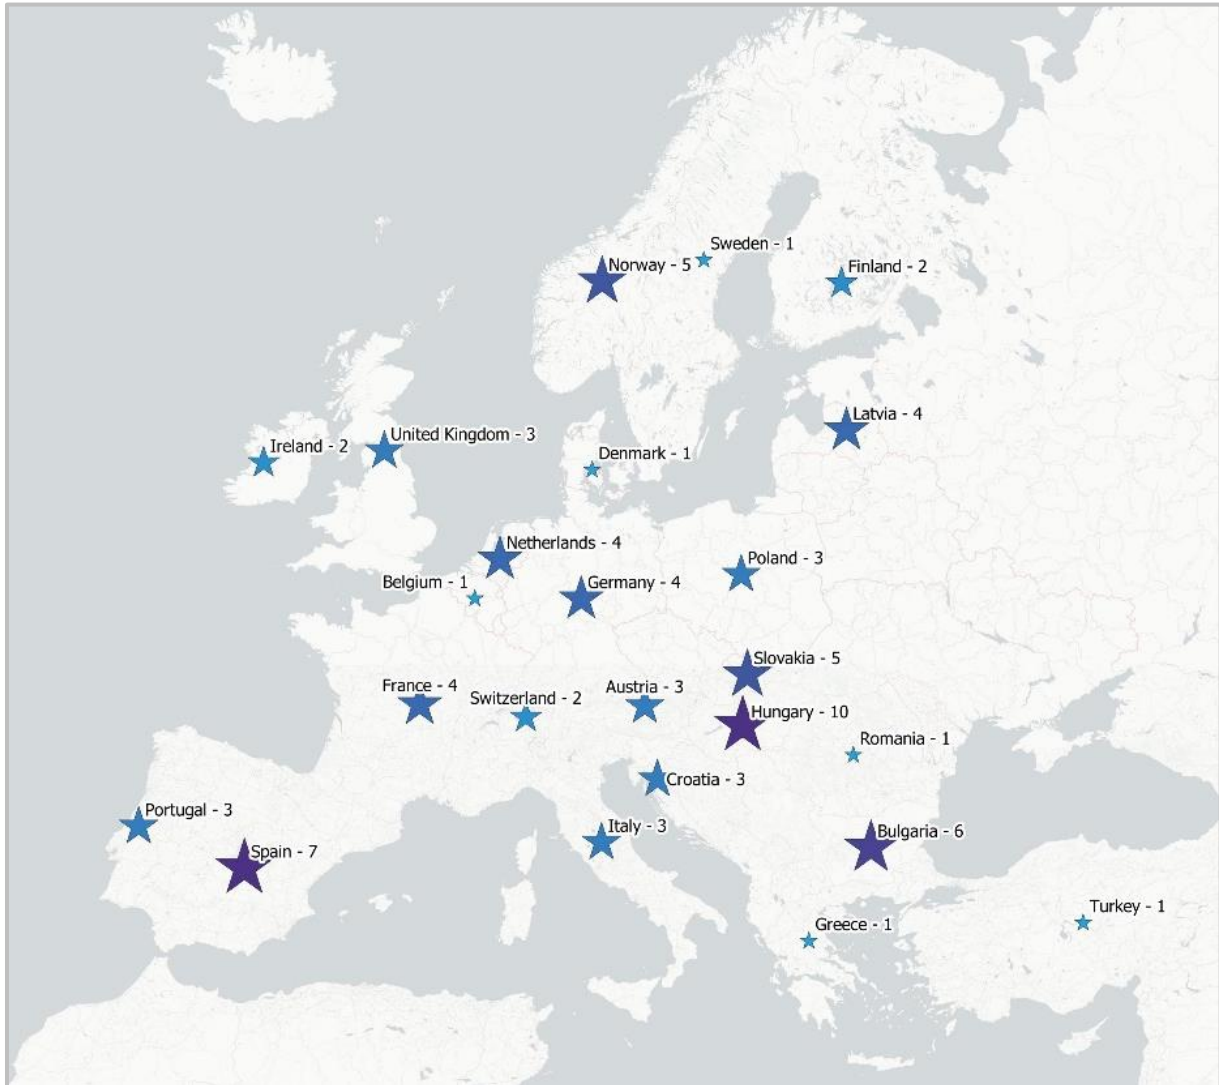 Sweden - 1
Norway - 5
Finland - 2
Latvia - 4
United Kingdom - 3
Ireland - 2
Denmark - 1
Netherlands - 4
Poland - 3
Belgium - 1
Germany - 4
Slovakia - 5
France - 4
Switzerland - 2
Austria - 3
Hungary - 10
Romania - 1
Croatia - 3
Portugal - 3
Italy - 3
Bulgaria - 6
Spain - 7
Turkey - 1
Greece - 1